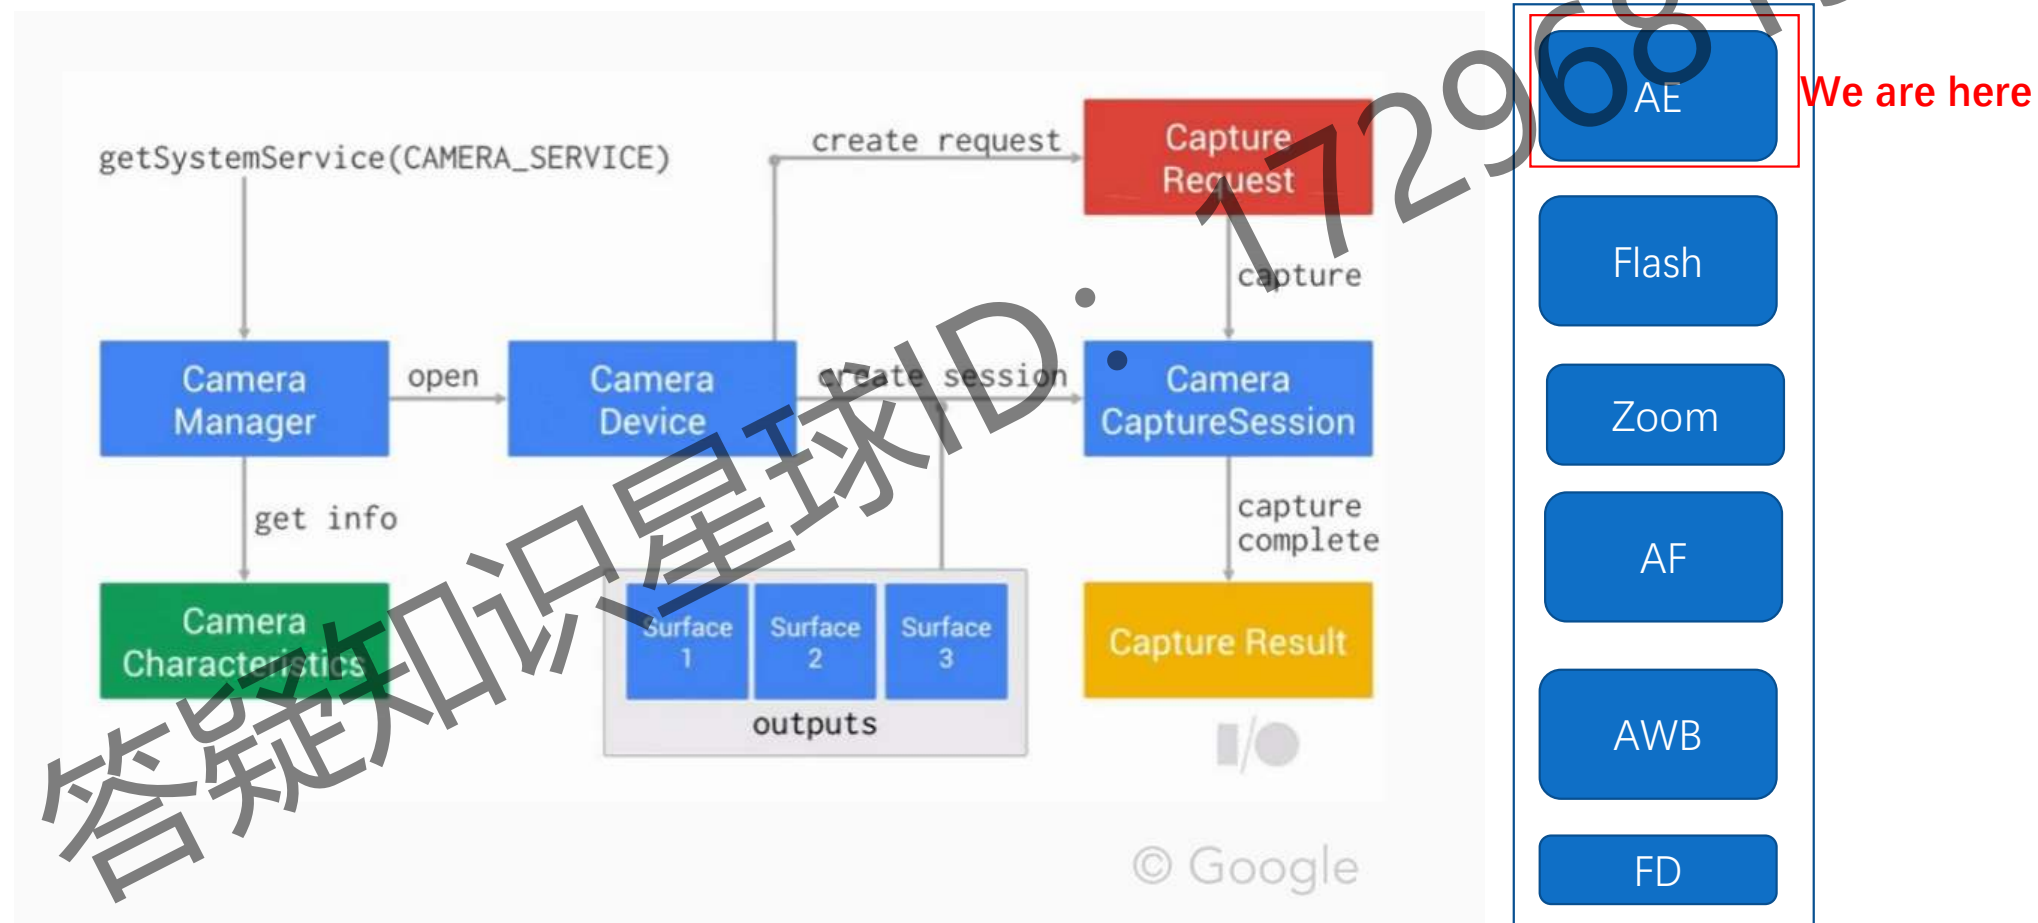 getSystemService(CAMERA_SERVICE)
create request
Capture
Request
capture
Camera
Manager
open
Camera
Device
create session
Camera
CaptureSession
get info
capture
complete
Camera
Characteristics
Surface
1
Surface
2
Surface
3
outputs
Capture Result
I/O
© Google
答疑知识星球ID：172968
AE
We are here
Flash
Zoom
AF
AWB
FD